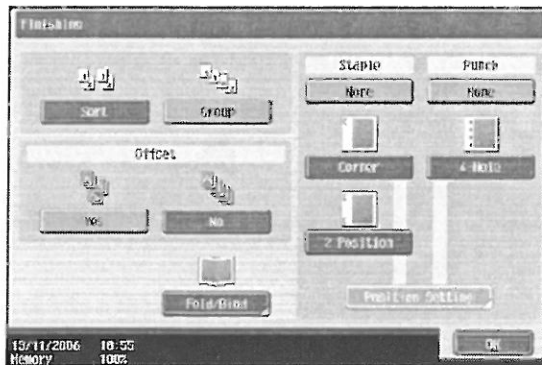 Finishing
Staple
Punch
None
None
Sort
Group
Corner
4-Hole
Offset
Yes
No
2 Position
Fold/Bind
Position Setting
13/11/2006 18:55
Memory 100%
OK